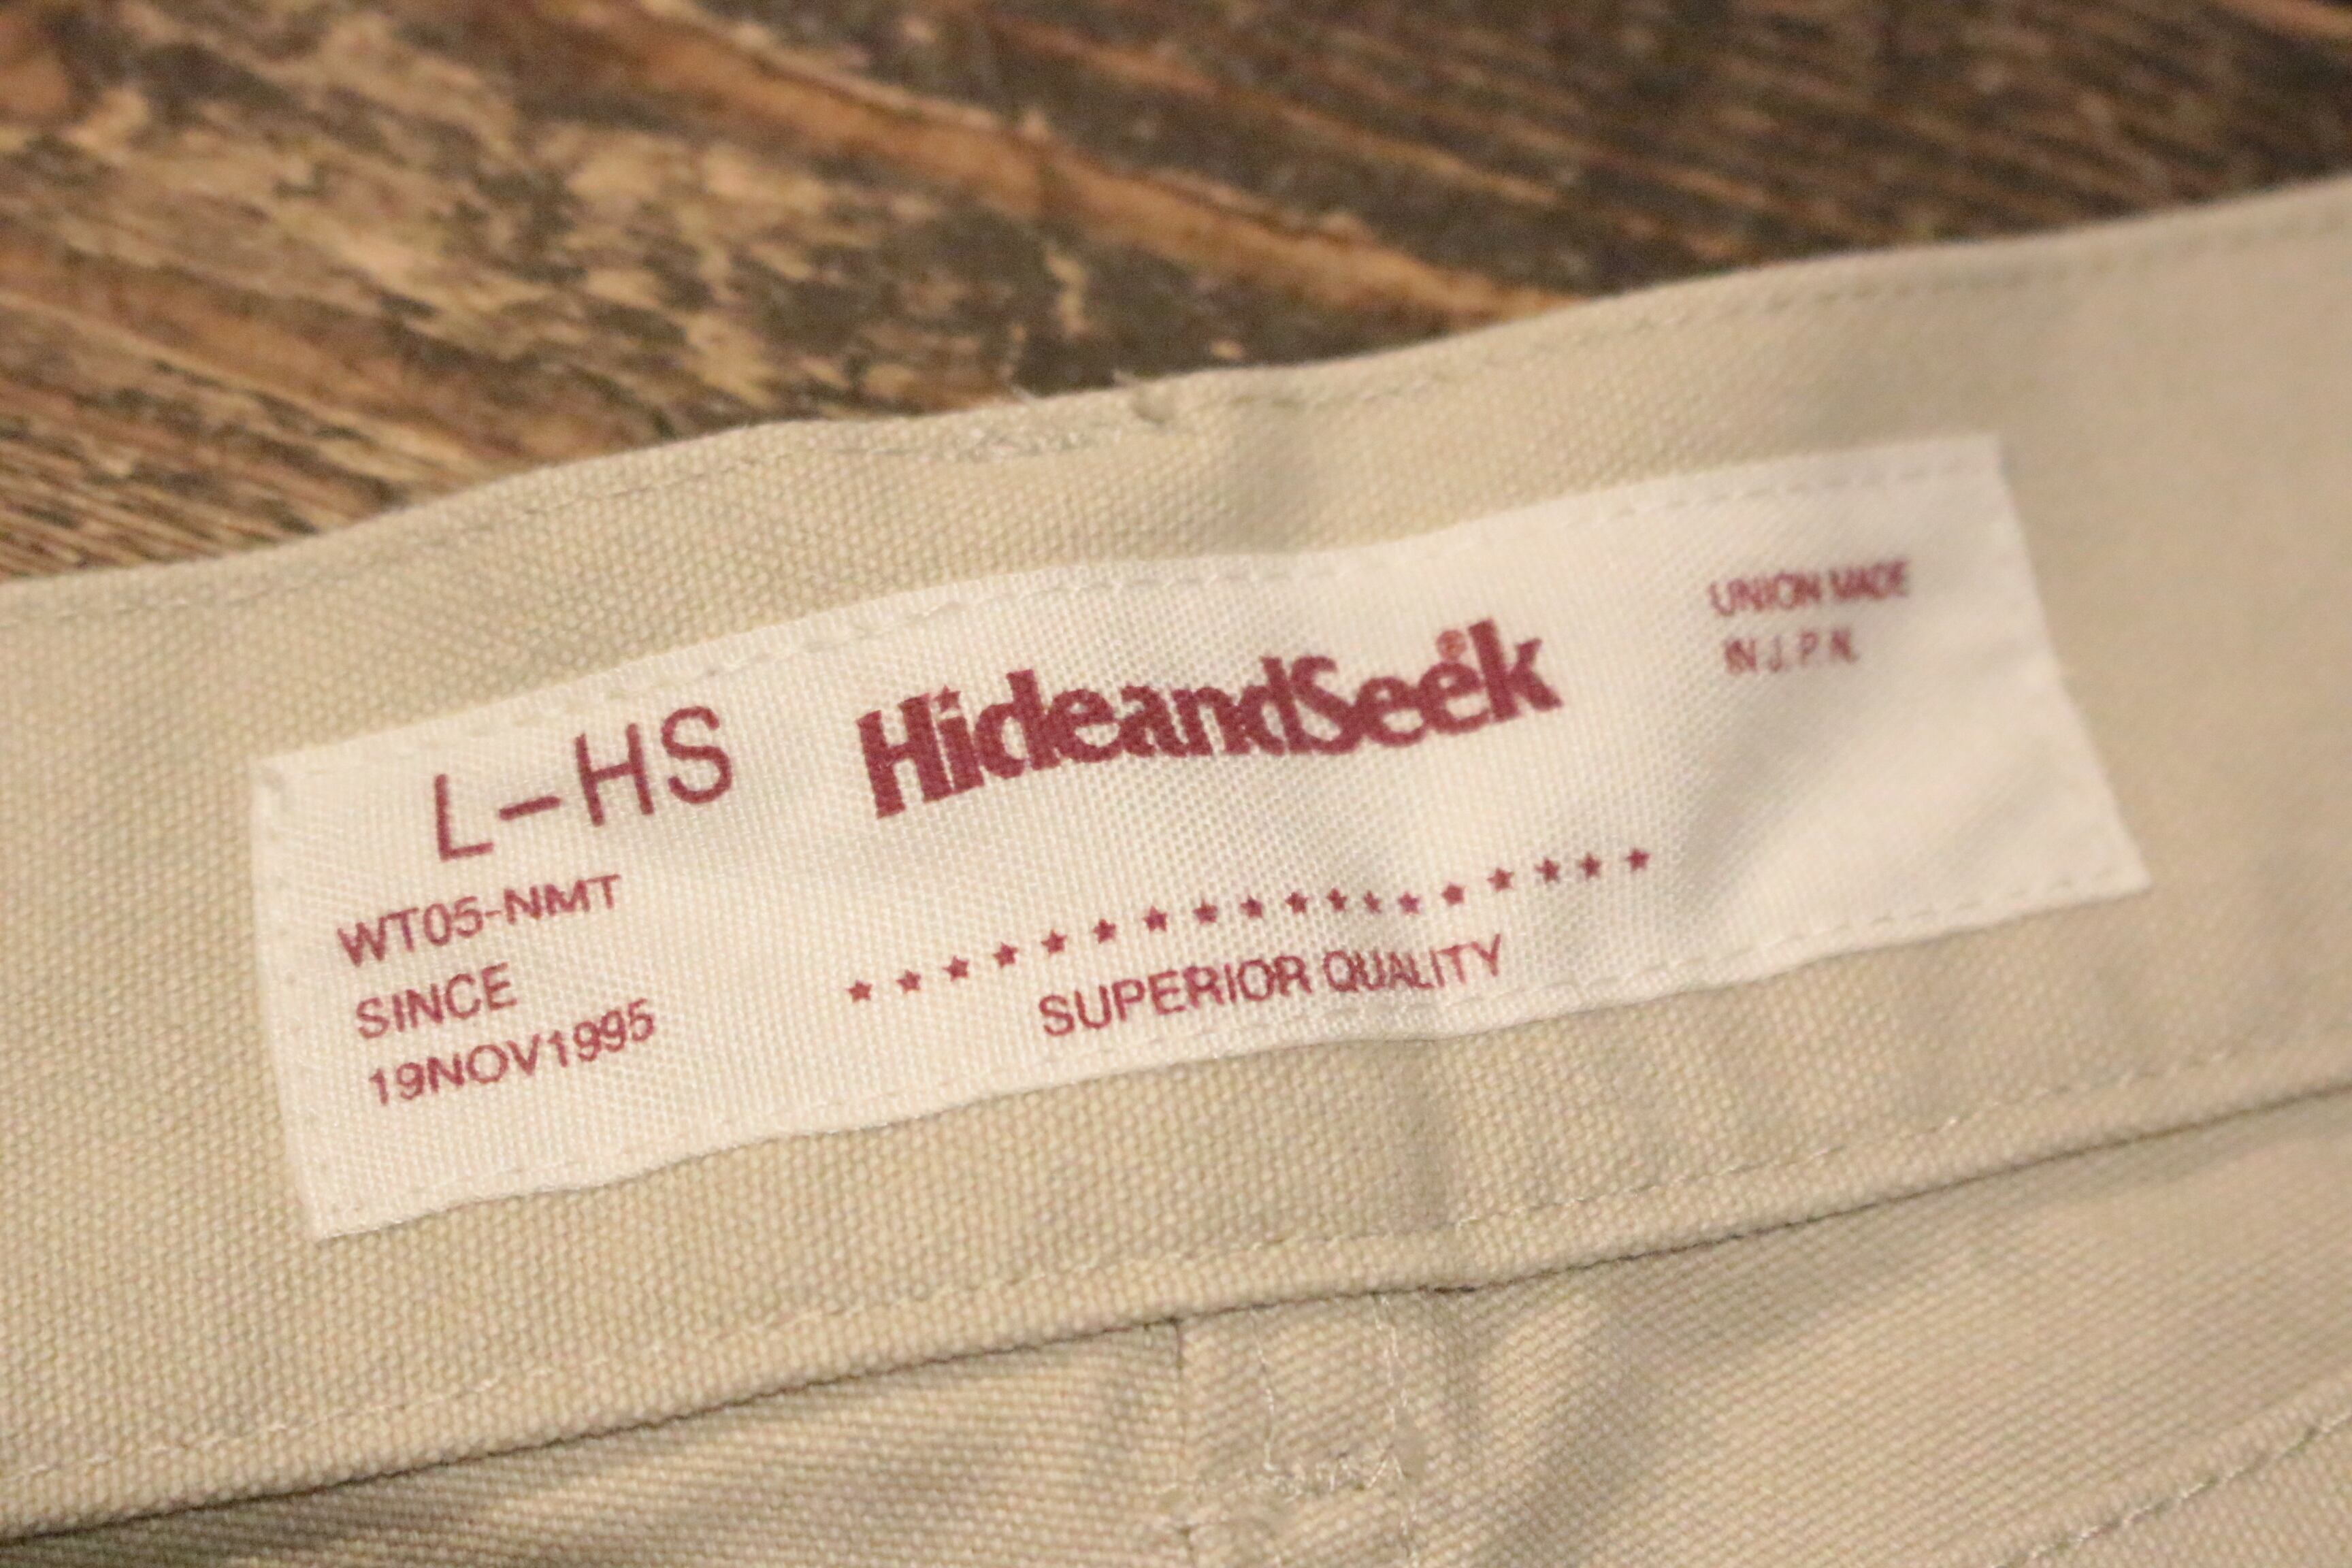 L-HS
WT05-NMT
SINCE
19NOV1995
HideandSeek®
★★★★★★★★★★★★★★★★★
SUPERIOR QUALITY
UNION MADE
IN J.P.N.